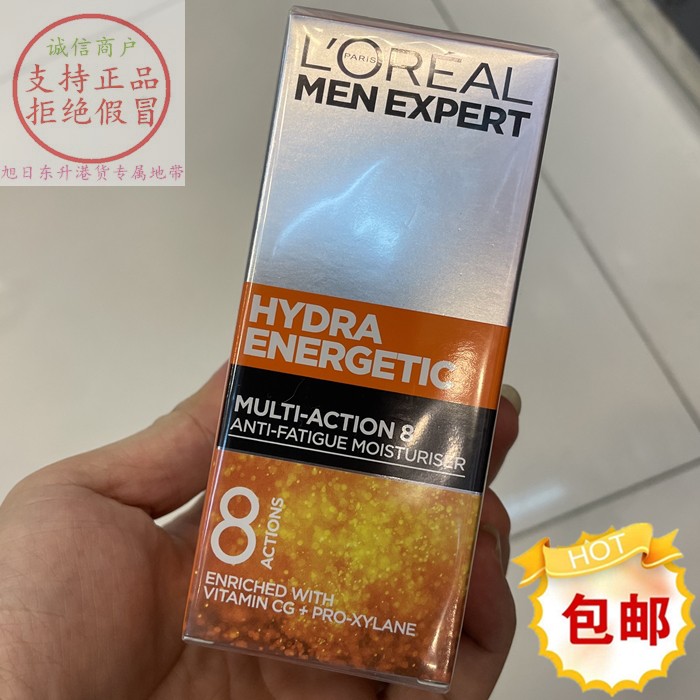 诚信商户
支持正品
拒绝假冒
旭日东升港货专属地带
L'ORÉAL
PARIS
MEN EXPERT
HYDRA
ENERGETIC
MULTI-ACTION 8
ANTI-FATIGUE MOISTURISER
8
ACTIONS
ENRICHED WITH
VITAMIN CG + PRO-XYLANE
HOT
包邮